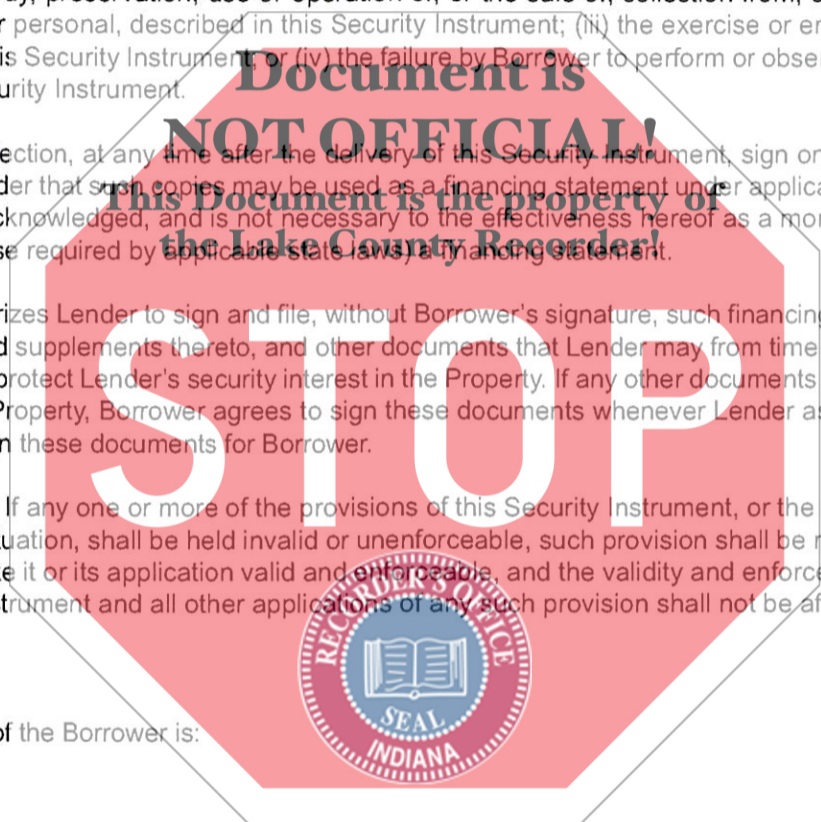 r personal, described in this Security Instrument; (iii) the exercise or er
is Security Instrument; or (iv) the failure by Borrower to perform or obse
urity Instrument.
Document is
NOT OFFICIAL!
This Document is the property of
the Lake County Recorder!
ection, at any time after the delivery of this Security Instrument, sign or
der that such copies may be used as a financing statement under applica
cknowledged, and is not necessary to the effectiveness hereof as a mor
se required by applicable state laws) a financing statement.
rizes Lender to sign and file, without Borrower's signature, such financing
d supplements thereto, and other documents that Lender may from time
protect Lender's security interest in the Property. If any other documents
Property, Borrower agrees to sign these documents whenever Lender as
n these documents for Borrower.
STOP
If any one or more of the provisions of this Security Instrument, or the
uation, shall be held invalid or unenforceable, such provision shall be r
e it or its application valid and enforceable, and the validity and enforce
trument and all other applications of any such provision shall not be af
RECORDER'S OFFICE
SEAL
INDIANA
of the Borrower is: